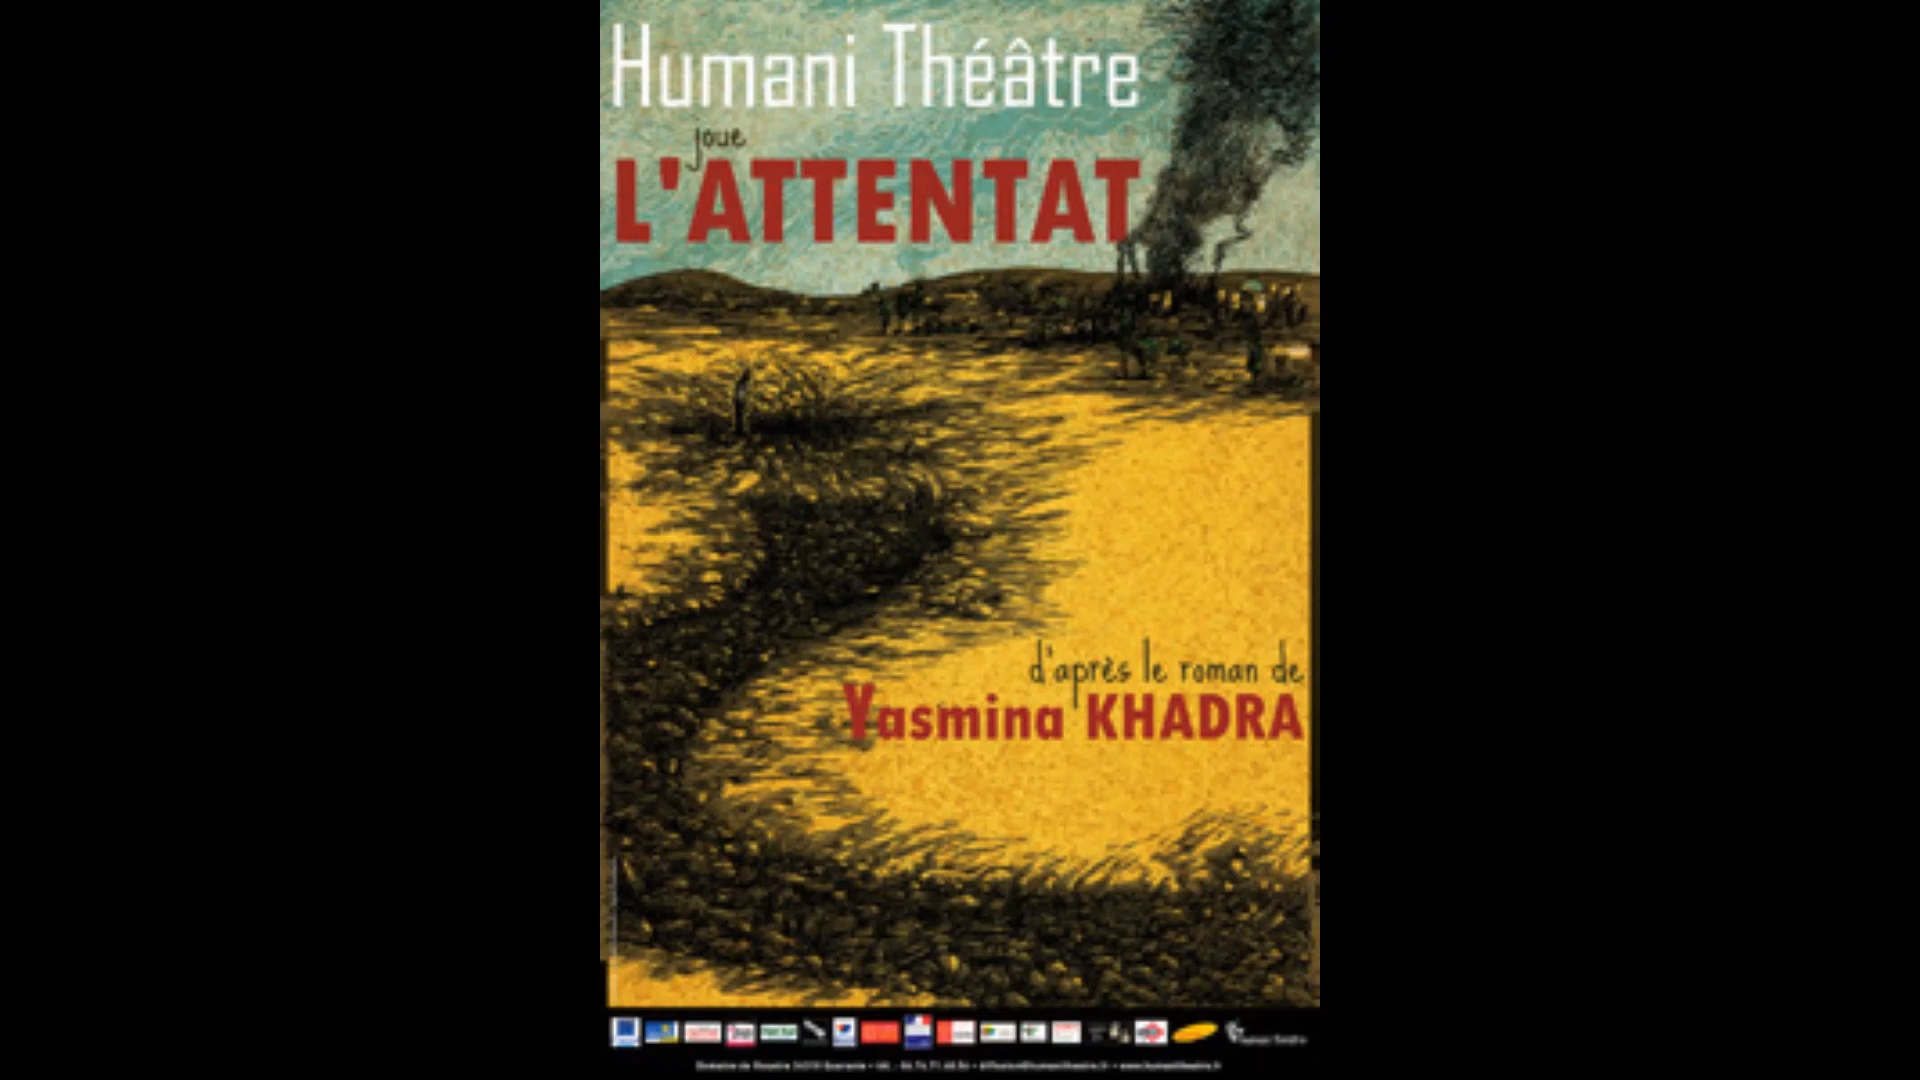 Humani Théâtre
joue
L'ATTENTAT
d'après le roman de
Yasmina KHADRA